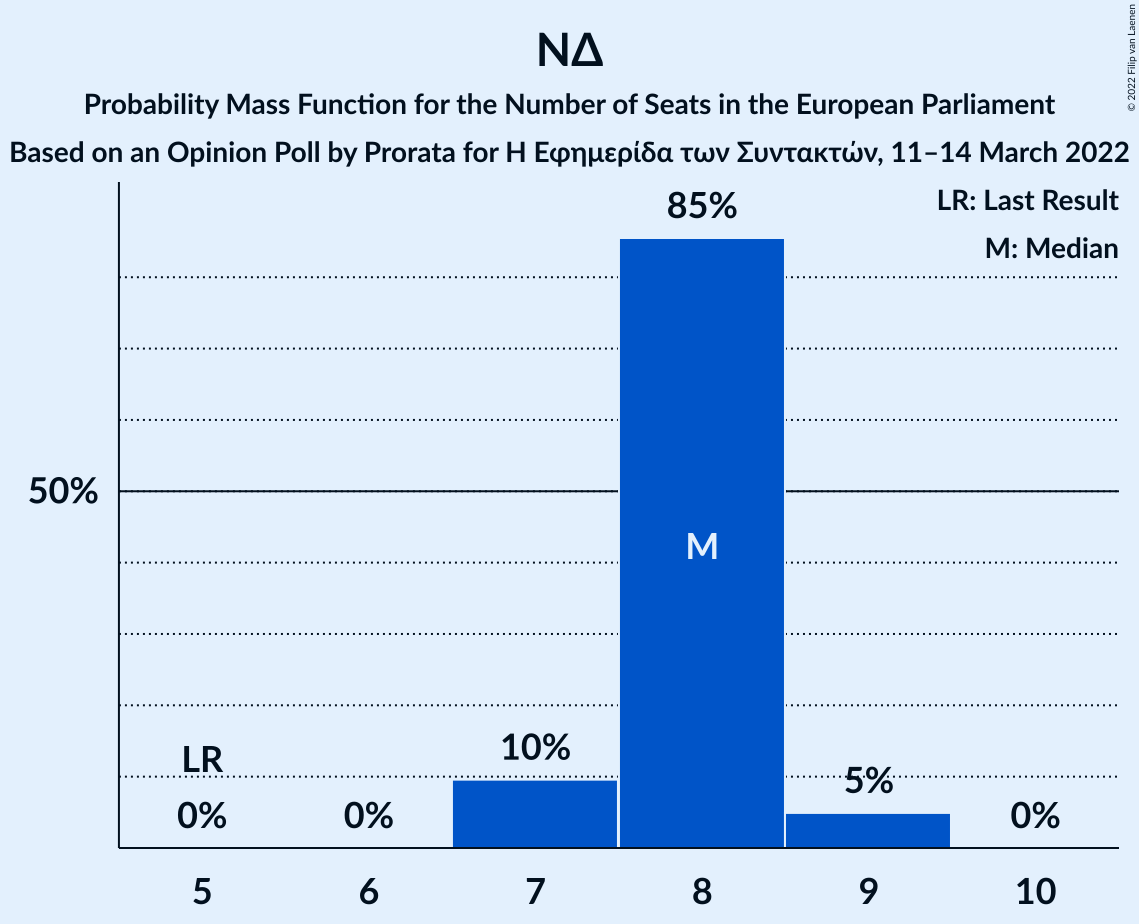 ΝΔ
Probability Mass Function for the Number of Seats in the European Parliament
Based on an Opinion Poll by Prorata for Η Εφημερίδα των Συντακτών, 11–14 March 2022
© 2022 Filip van Laenen
LR: Last Result
M: Median
85%
50%
M
10%
LR
5%
0%
0%
0%
5
6
7
8
9
10